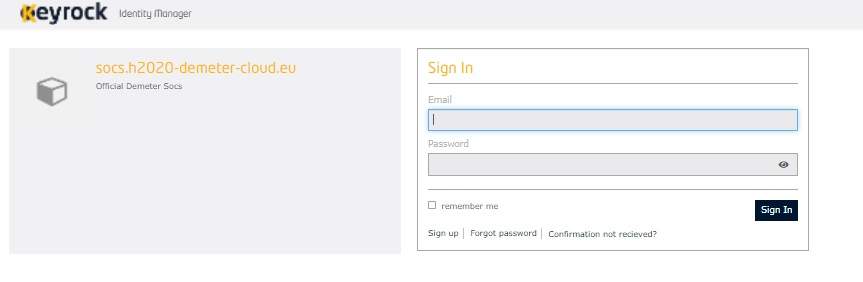 Keyrock Identity Manager
socs.h2020-demeter-cloud.eu
Official Demeter Socs
Sign In
Email
Password
remember me
Sign In
Sign up
Forgot password
Confirmation not recieved?